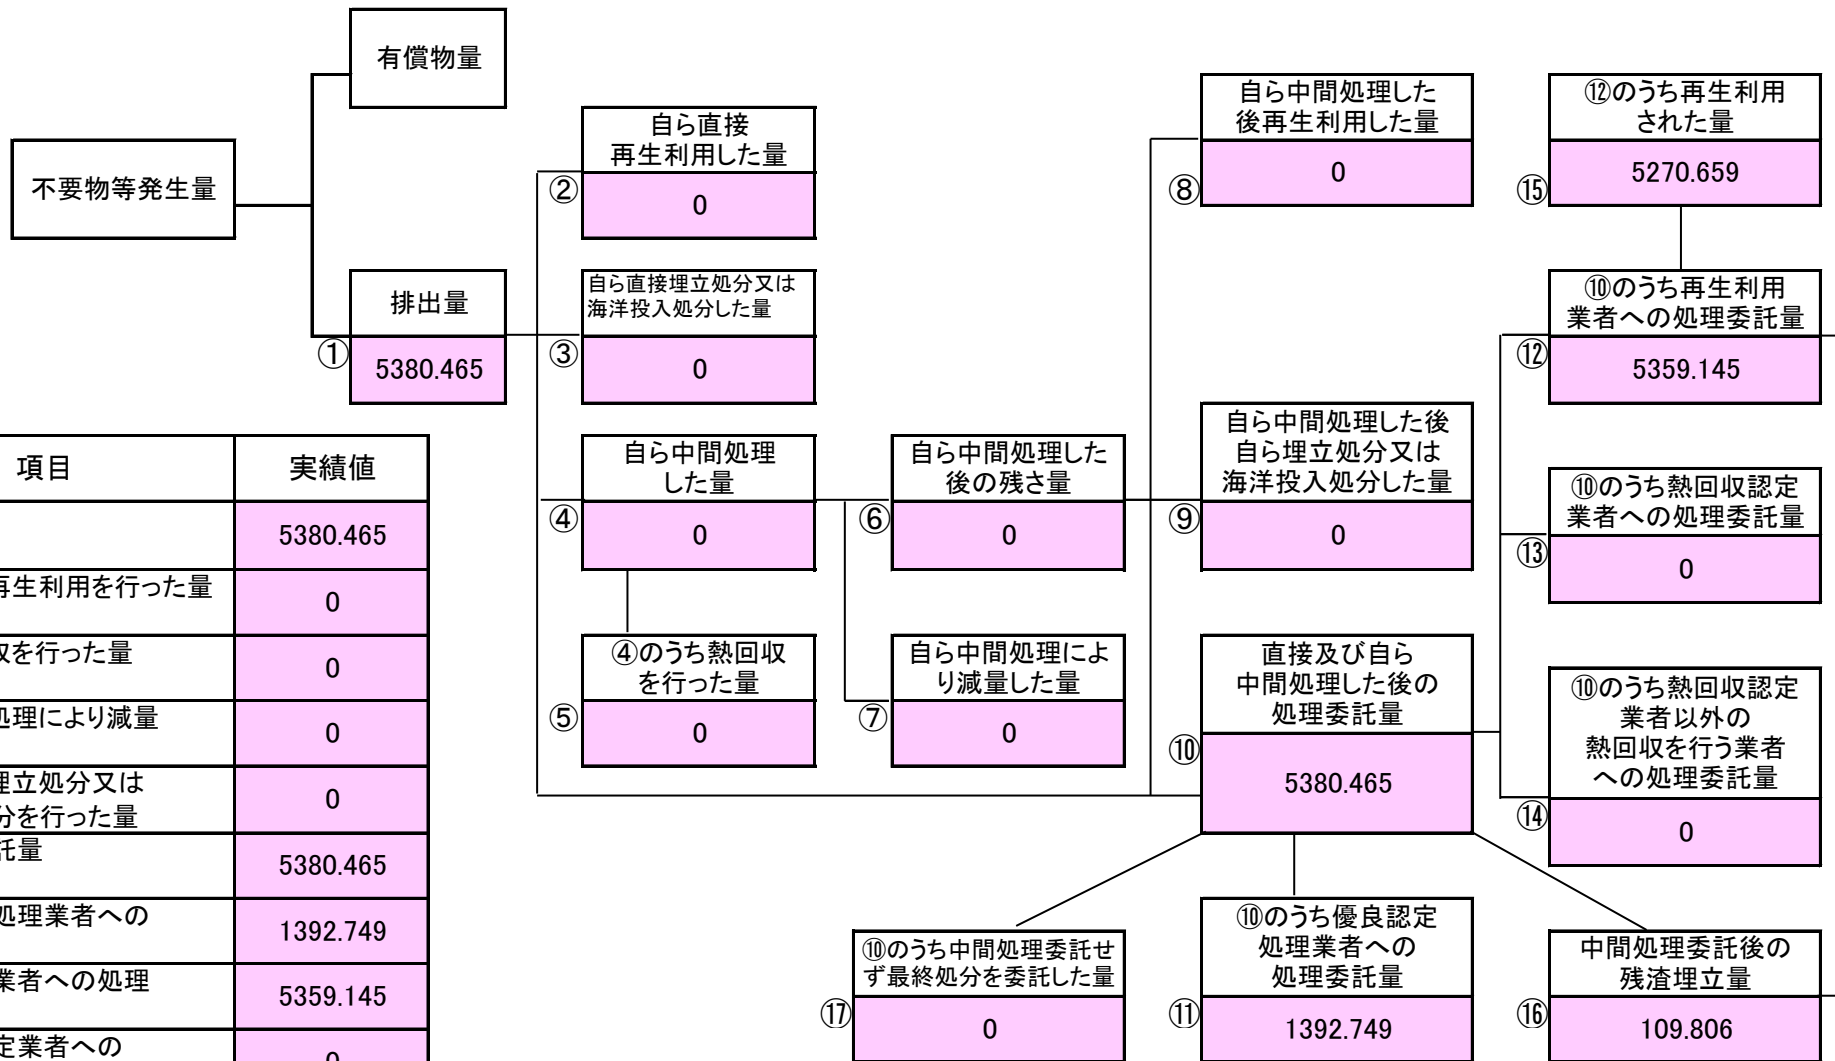 有償物量
不要物等発生量
排出量
①
5380.465
自ら直接
再生利用した量
②
0
自ら直接埋立処分又は
海洋投入処分した量
③
0
自ら中間処理
した量
④
0
④のうち熱回収
を行った量
⑤
0
自ら中間処理した
後の残さ量
⑥
0
自ら中間処理によ
り減量した量
⑦
0
自ら中間処理した
後再生利用した量
⑧
0
自ら中間処理した後
自ら埋立処分又は
海洋投入処分した量
⑨
0
直接及び自ら
中間処理した後の
処理委託量
⑩
5380.465
⑫のうち再生利用
された量
⑮
5270.659
⑩のうち再生利用
業者への処理委託量
⑫
5359.145
⑩のうち熱回収認定
業者への処理委託量
⑬
0
⑩のうち熱回収認定
業者以外の
熱回収を行う業者
への処理委託量
⑭
0
⑩のうち中間処理委託せ
ず最終処分を委託した量
⑰
0
⑩のうち優良認定
処理業者への
処理委託量
⑪
1392.749
中間処理委託後の
残渣埋立量
⑯
109.806
項目
実績値
5380.465
再生利用を行った量
0
を行った量
0
処理により減量
0
埋立処分又は
分を行った量
0
託量
5380.465
処理業者への
1392.749
業者への処理
5359.145
定業者への
0